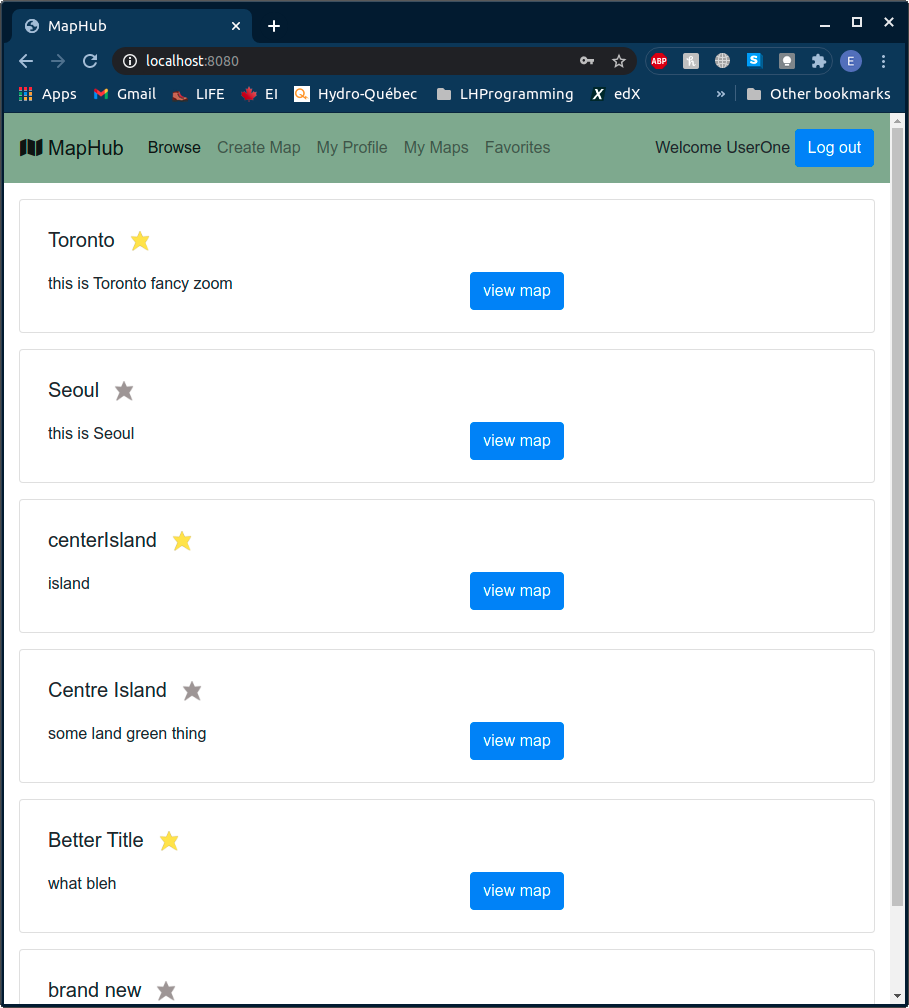 MapHub
localhost:8080
ABP
S
E
Apps Gmail LIFE EI Hydro-Québec LHProgramming X edX » Other bookmarks
MapHub Browse Create Map My Profile My Maps Favorites Welcome UserOne Log out
Toronto
this is Toronto fancy zoom view map
Seoul
this is Seoul view map
centerIsland
island view map
Centre Island
some land green thing view map
Better Title
what bleh view map
brand new